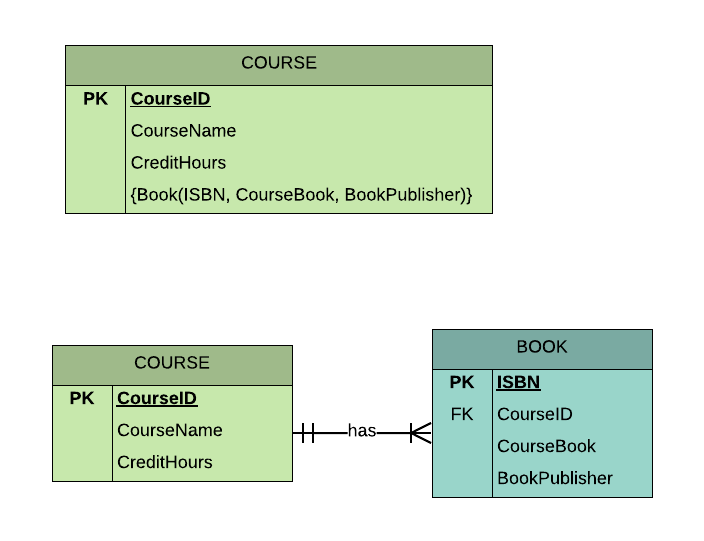 COURSE
PK CourseID
CourseName
CreditHours
{Book(ISBN, CourseBook, BookPublisher)}
COURSE
PK CourseID
CourseName
CreditHours
has
BOOK
PK ISBN
FK CourseID
CourseBook
BookPublisher